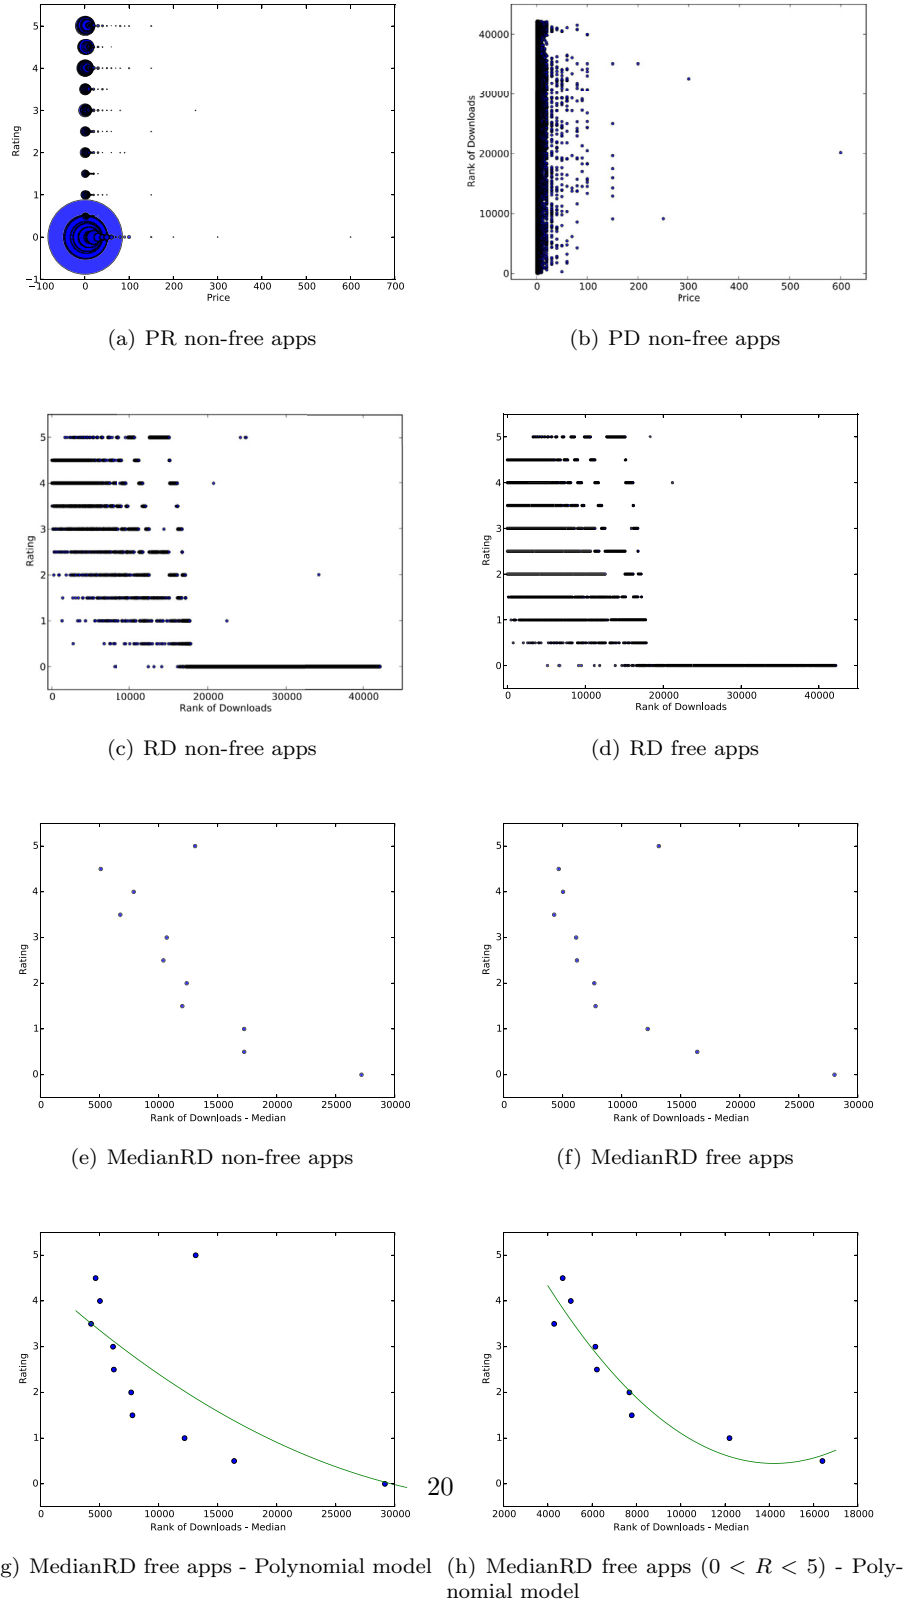 5
4
3
2
1
0
−1
Rating
−100 0 100 200 300 400 500 600 700
Price
(a) PR non-free apps
40000
30000
20000
10000
0
Rank of Downloads
0 100 200 300 400 500 600
Price
(b) PD non-free apps
5
4
3
2
1
0
Rating
0 10000 20000 30000 40000
Rank of Downloads
(c) RD non-free apps
5
4
3
2
1
0
Rating
0 10000 20000 30000 40000
Rank of Downloads
(d) RD free apps
5
4
3
2
1
0
Rating
0 5000 10000 15000 20000 25000 30000
Rank of Downloads - Median
(e) MedianRD non-free apps
5
4
3
2
1
0
Rating
0 5000 10000 15000 20000 25000 30000
Rank of Downloads - Median
(f) MedianRD free apps
5
4
3
2
1
0
Rating
0 5000 10000 15000 20000 25000 30000
Rank of Downloads - Median
g) MedianRD free apps - Polynomial model
20
5
4
3
2
1
0
Rating
2000 4000 6000 8000 10000 12000 14000 16000 18000
Rank of Downloads - Median
(h) MedianRD free apps (0 < R < 5) - Poly-
nomial model